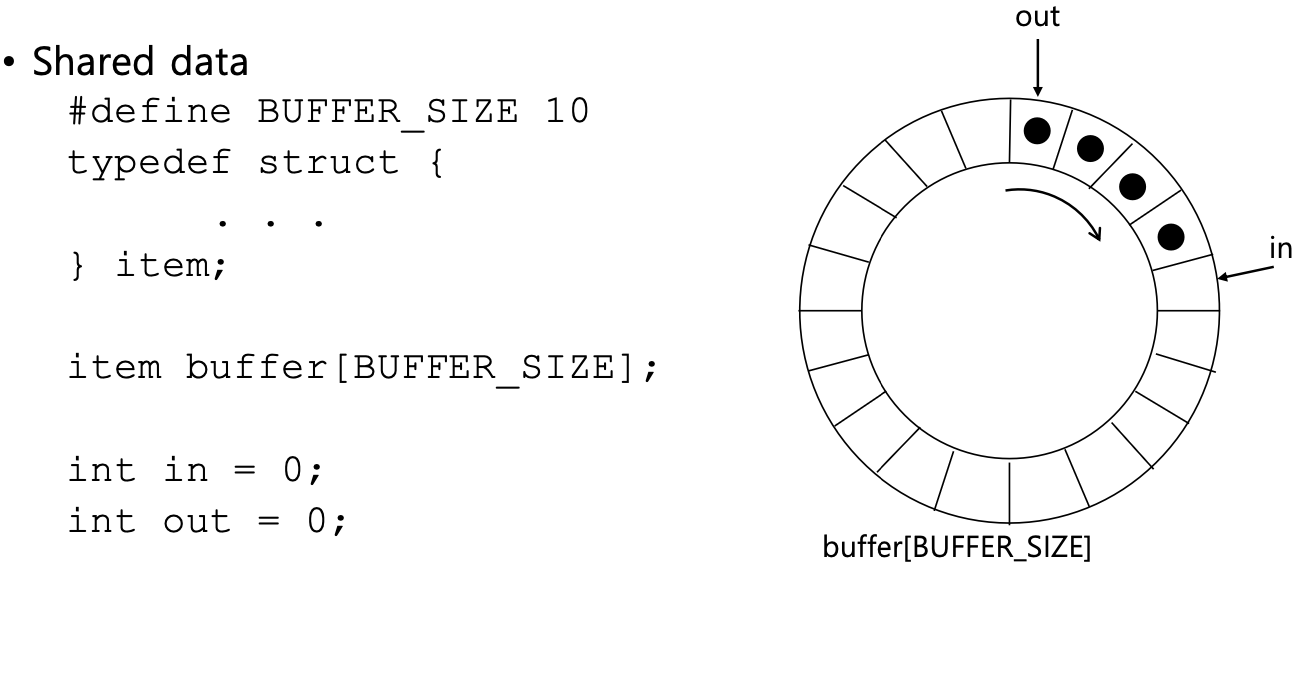 • Shared data
#define BUFFER_SIZE 10
typedef struct {
. . .
} item;
item buffer[BUFFER_SIZE];
int in = 0;
int out = 0;
out
in
buffer[BUFFER_SIZE]